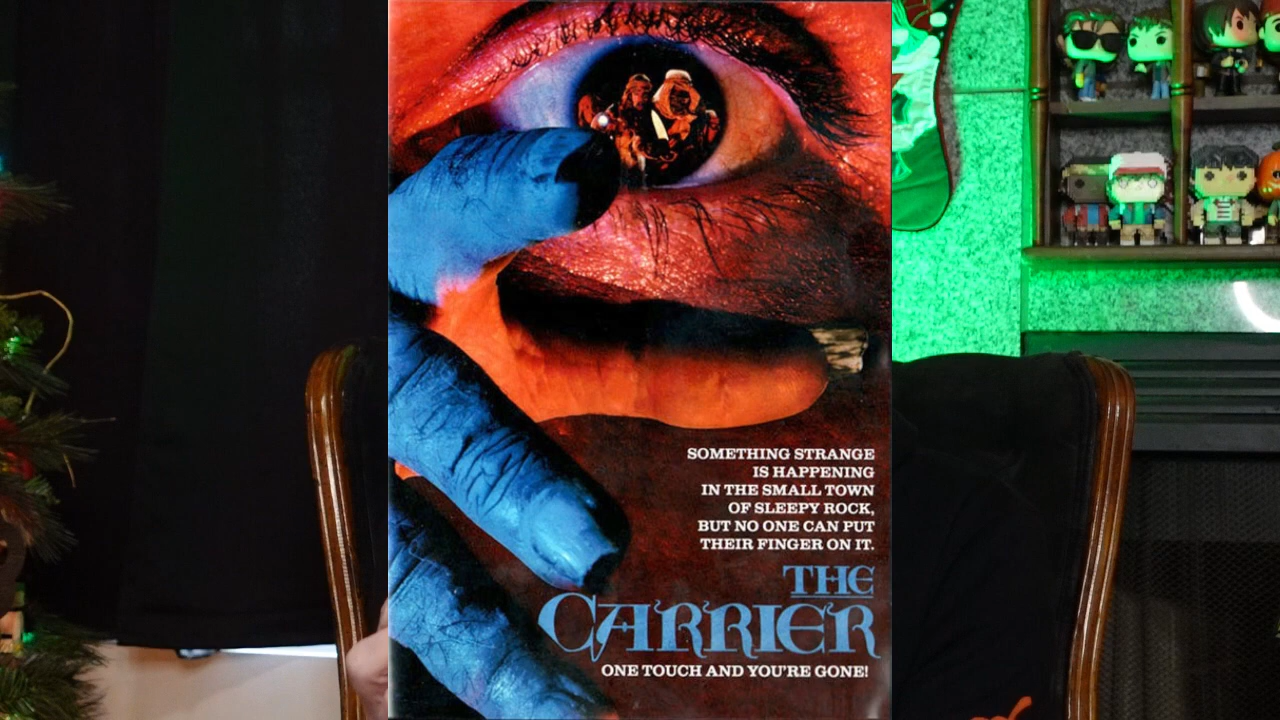 SOMETHING STRANGE
IS HAPPENING
IN THE SMALL TOWN
OF SLEEPY ROCK,
BUT NO ONE CAN PUT
THEIR FINGER ON IT.
THE
CARRIER
ONE TOUCH AND YOU'RE GONE!